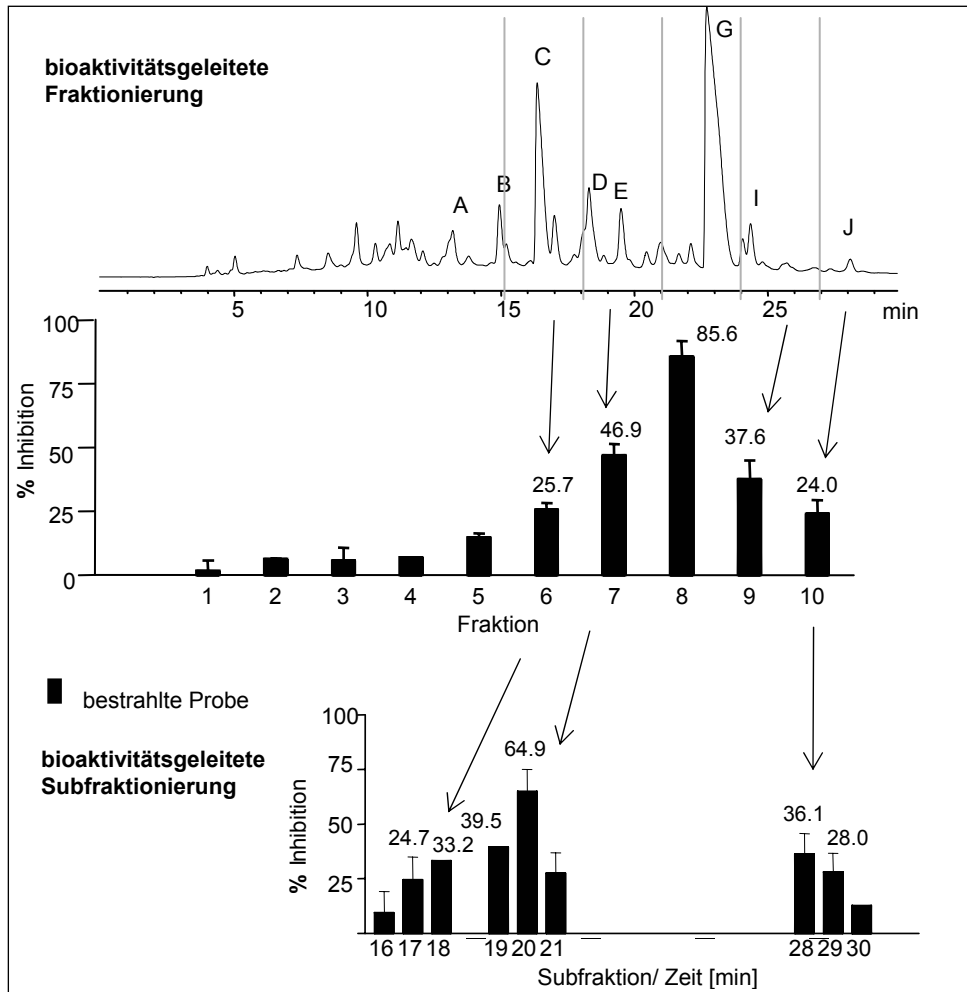 bioaktivitätsgeleitete
Fraktionierung
A
B
C
D
E
G
I
J
5
10
15
20
25
min
100
75
50
25
0
% Inhibition
25.7
46.9
85.6
37.6
24.0
1 2 3 4 5 6 7 8 9 10
Fraktion
bestrahlte Probe
bioaktivitätsgeleitete
Subfraktionierung
100
75
50
25
% Inhibition
24.7
33.2
39.5
64.9
36.1
28.0
16 17 18 19 20 21 28 29 30
Subfraktion/ Zeit [min]